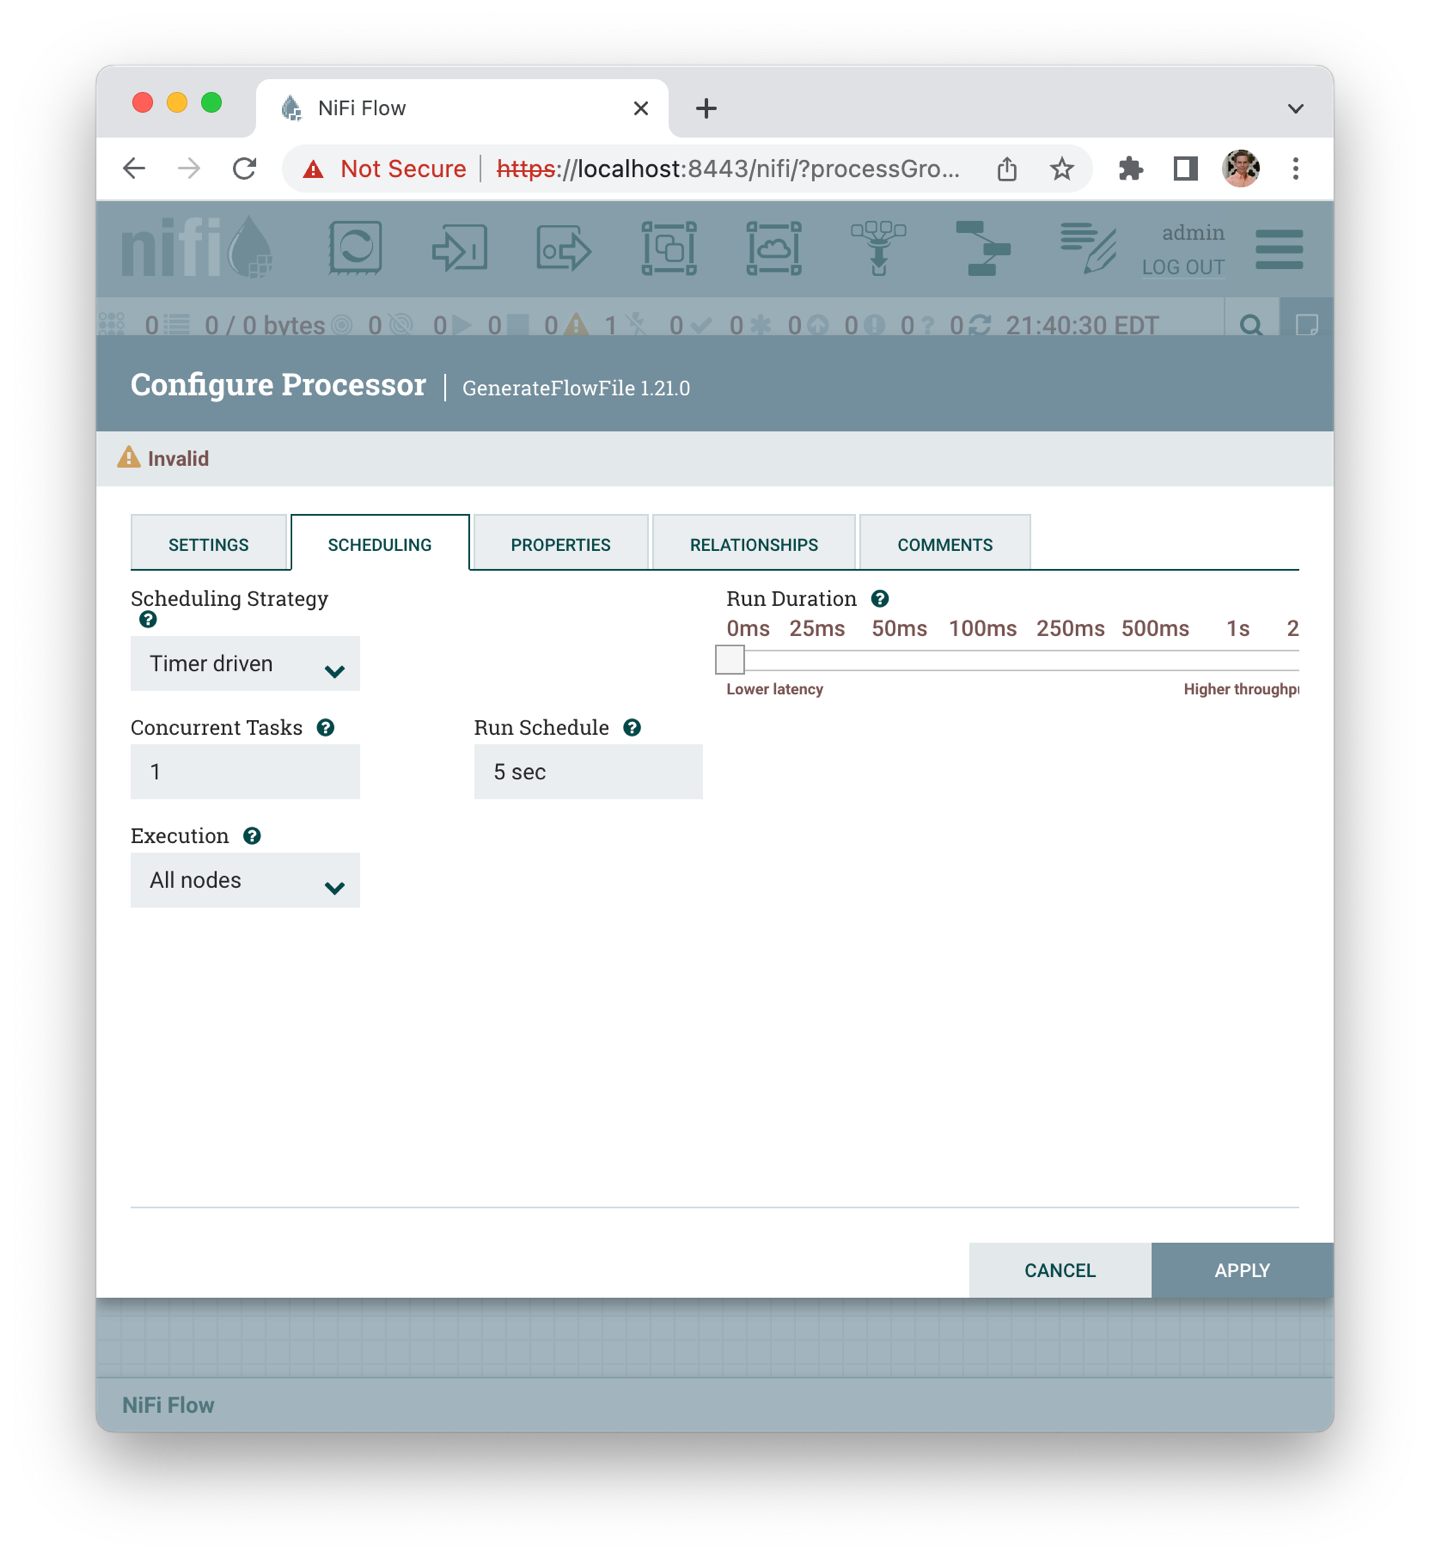 NiFi Flow
Not Secure https://localhost:8443/nifi/?processGro...
nifi
admin
LOG OUT
0 0 / 0 bytes 0 0 0 0 1 0 0 0 0 0 ? 0 21:40:30 EDT
Configure Processor | GenerateFlowFile 1.21.0
Invalid
SETTINGS SCHEDULING PROPERTIES RELATIONSHIPS COMMENTS
Scheduling Strategy ?
Timer driven
Run Duration ?
0ms 25ms 50ms 100ms 250ms 500ms 1s 2
Lower latency Higher throughp
Concurrent Tasks ? Run Schedule ?
1 5 sec
Execution ?
All nodes
CANCEL APPLY
NiFi Flow